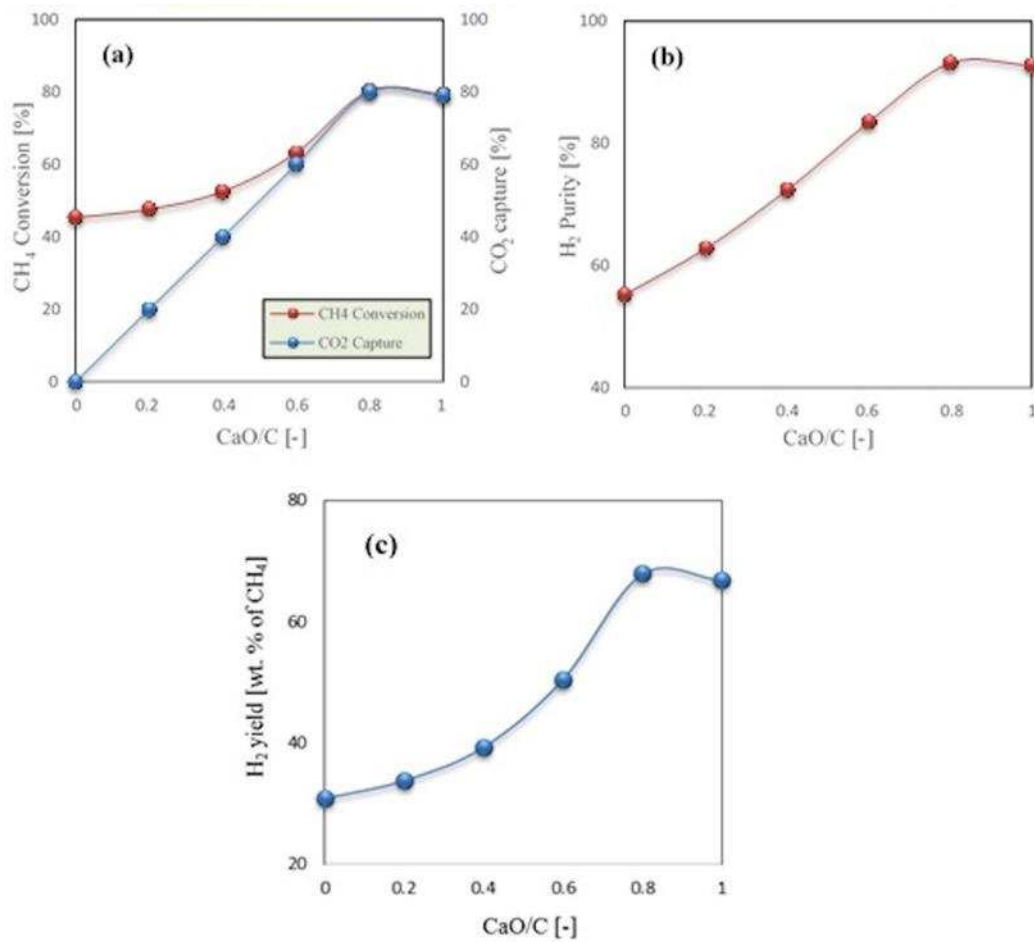 (a)
CH₄ Conversion [%]
100
80
60
40
20
0
0 0.2 0.4 0.6 0.8 1
CaO/C [-]
100
80
60
40
20
0
CO₂ capture [%]
CH4 Conversion
CO2 Capture
(b)
H₂ Purity [%]
100
80
60
40
0 0.2 0.4 0.6 0.8 1
CaO/C [-]
(c)
H₂ yield [wt. % of CH₄]
80
60
40
20
0 0.2 0.4 0.6 0.8 1
CaO/C [-]